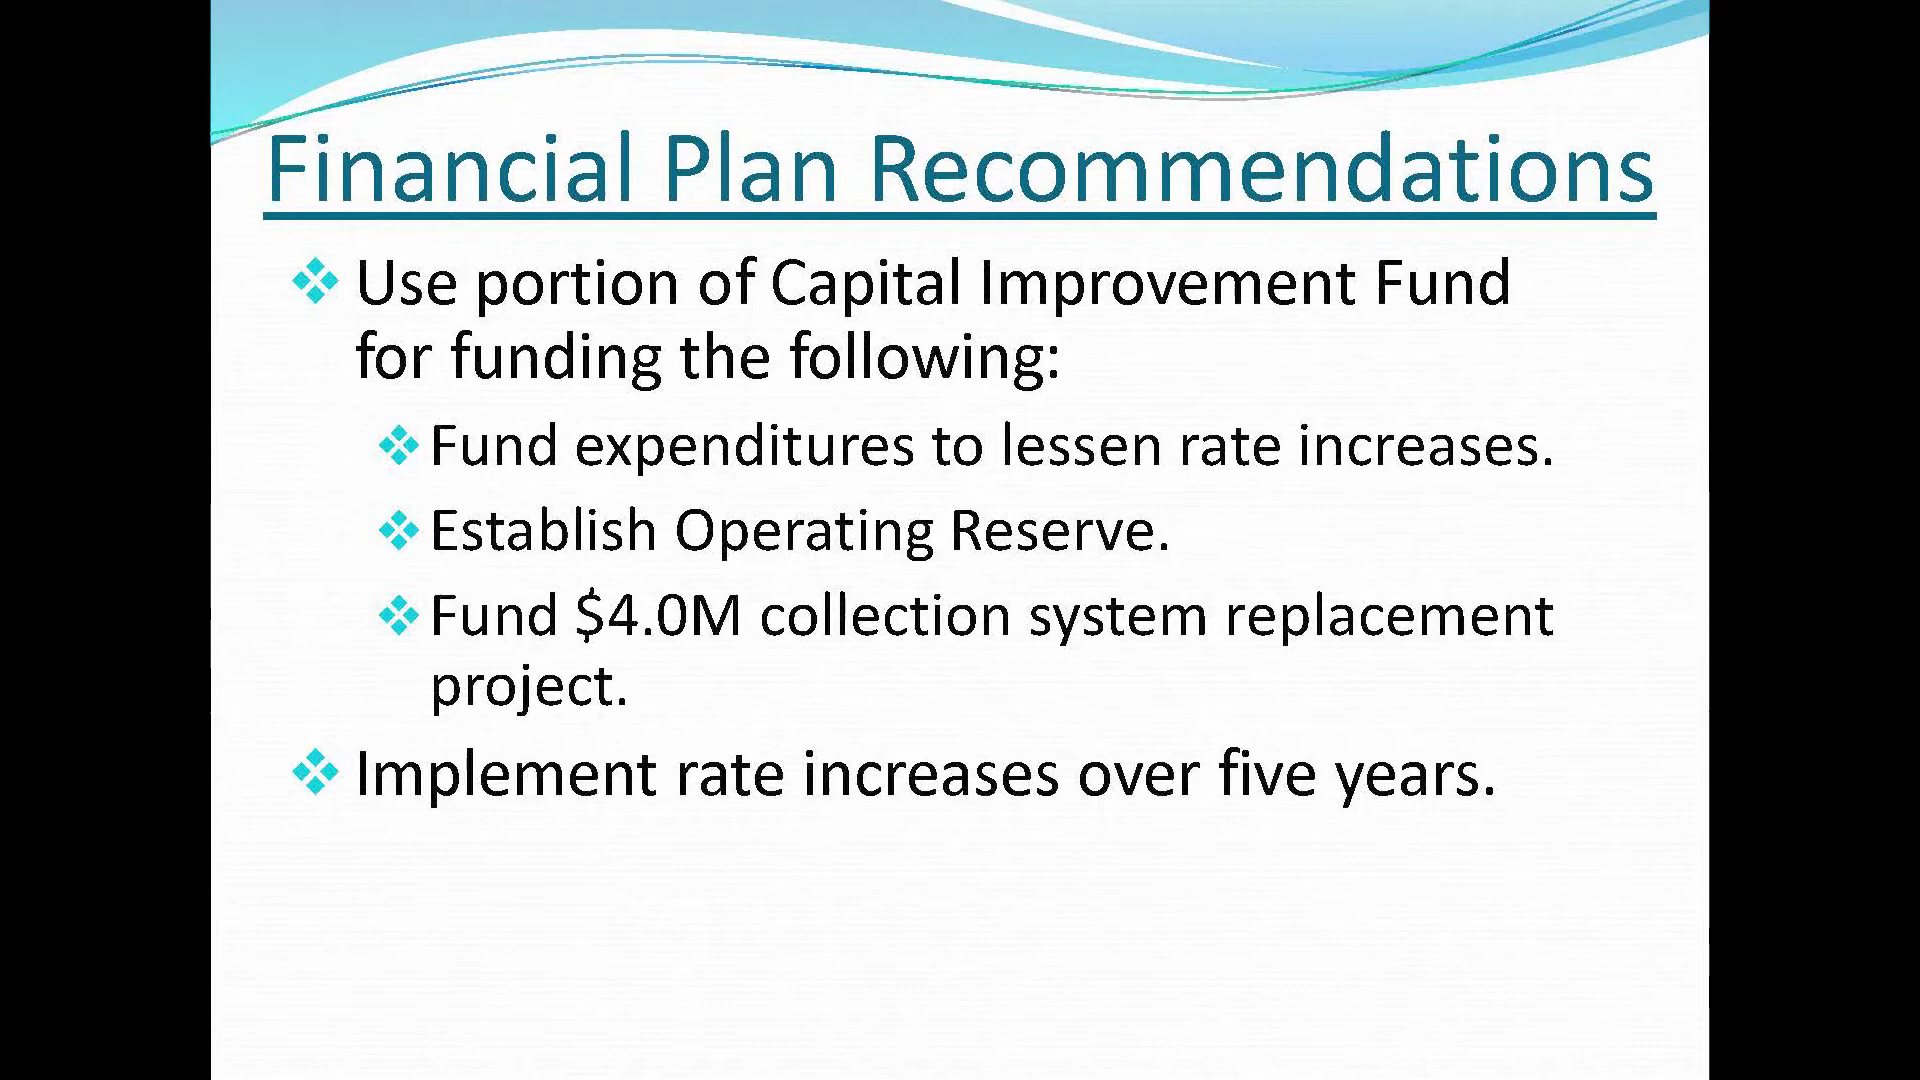 Financial Plan Recommendations
Use portion of Capital Improvement Fund
for funding the following:
Fund expenditures to lessen rate increases.
Establish Operating Reserve.
Fund $4.0M collection system replacement
project.
Implement rate increases over five years.